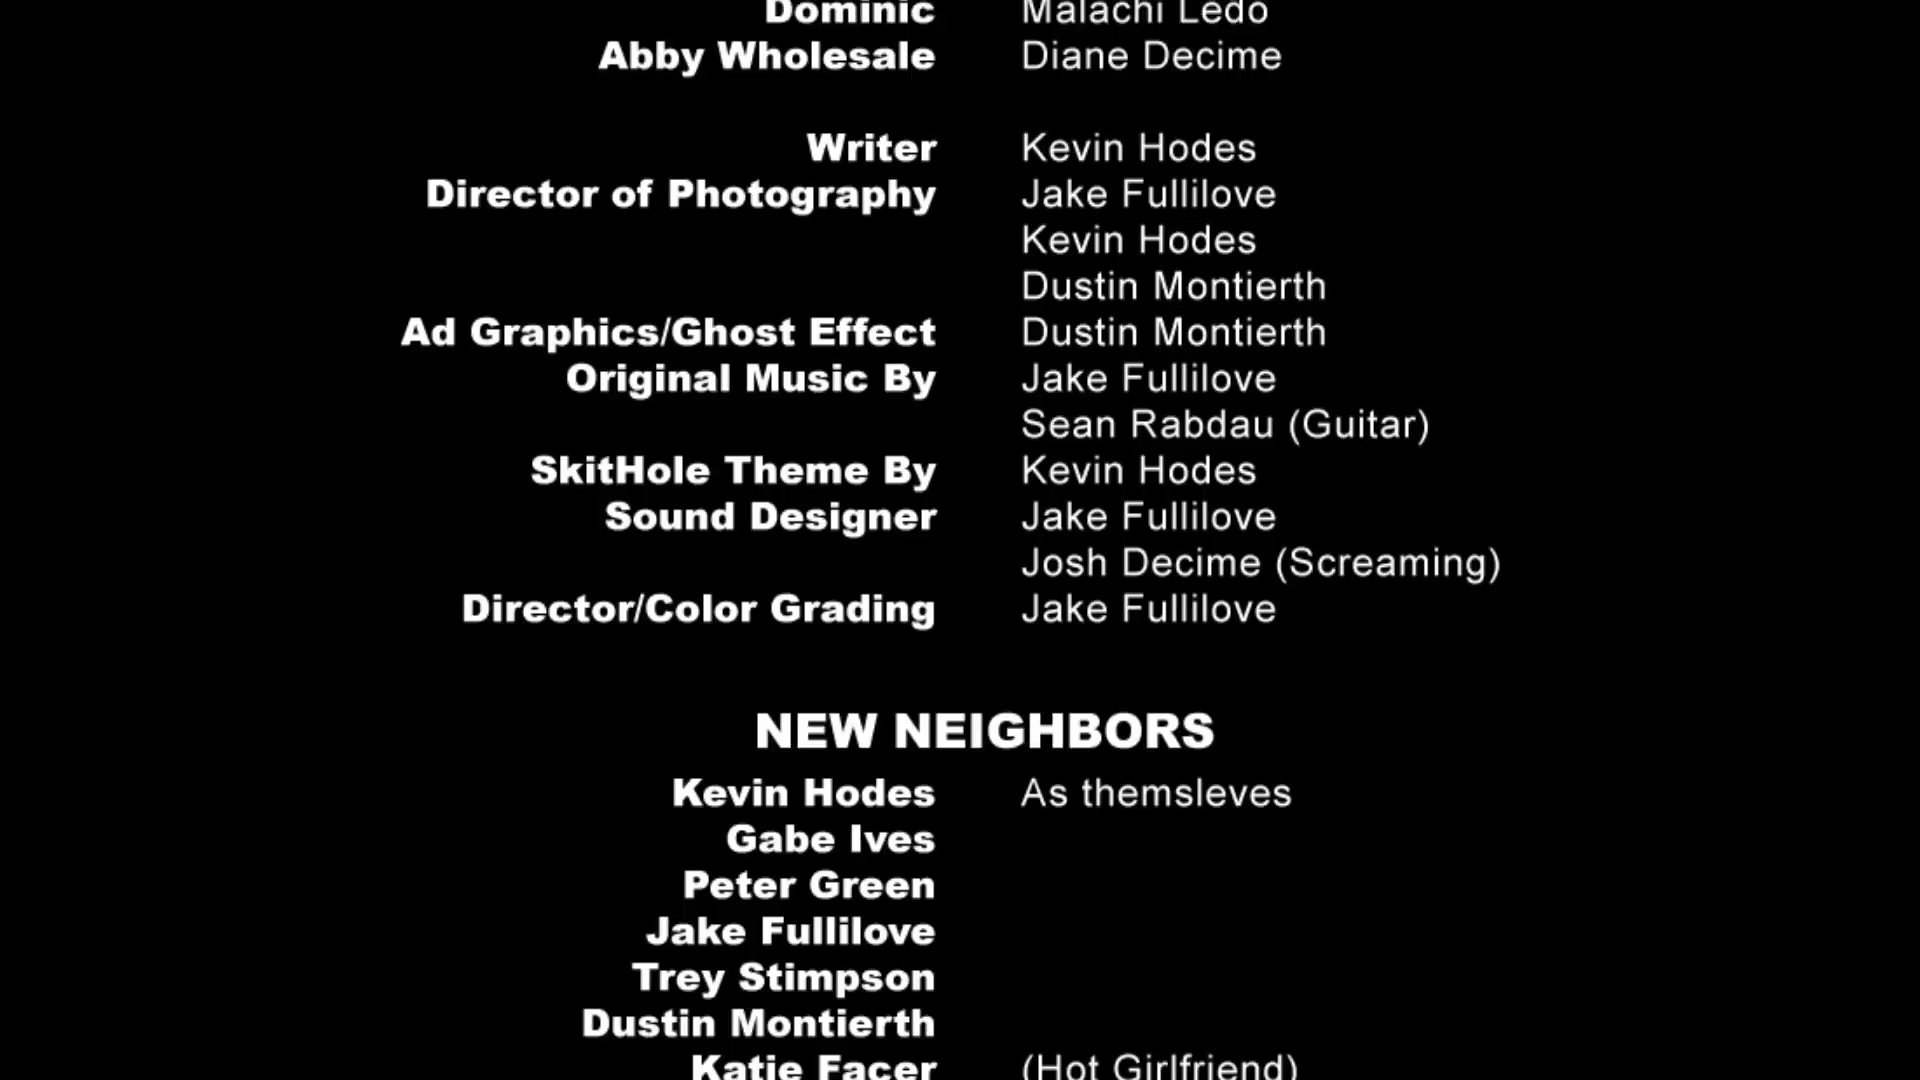 Dominic Malachi Ledo
Abby Wholesale Diane Decime
Writer Kevin Hodes
Director of Photography Jake Fullilove
Kevin Hodes
Dustin Montierth
Ad Graphics/Ghost Effect Dustin Montierth
Original Music By Jake Fullilove
Sean Rabdau (Guitar)
SkitHole Theme By Kevin Hodes
Sound Designer Jake Fullilove
Josh Decime (Screaming)
Director/Color Grading Jake Fullilove
NEW NEIGHBORS
Kevin Hodes As themsleves
Gabe Ives
Peter Green
Jake Fullilove
Trey Stimpson
Dustin Montierth
Katie Facer (Hot Girlfriend)